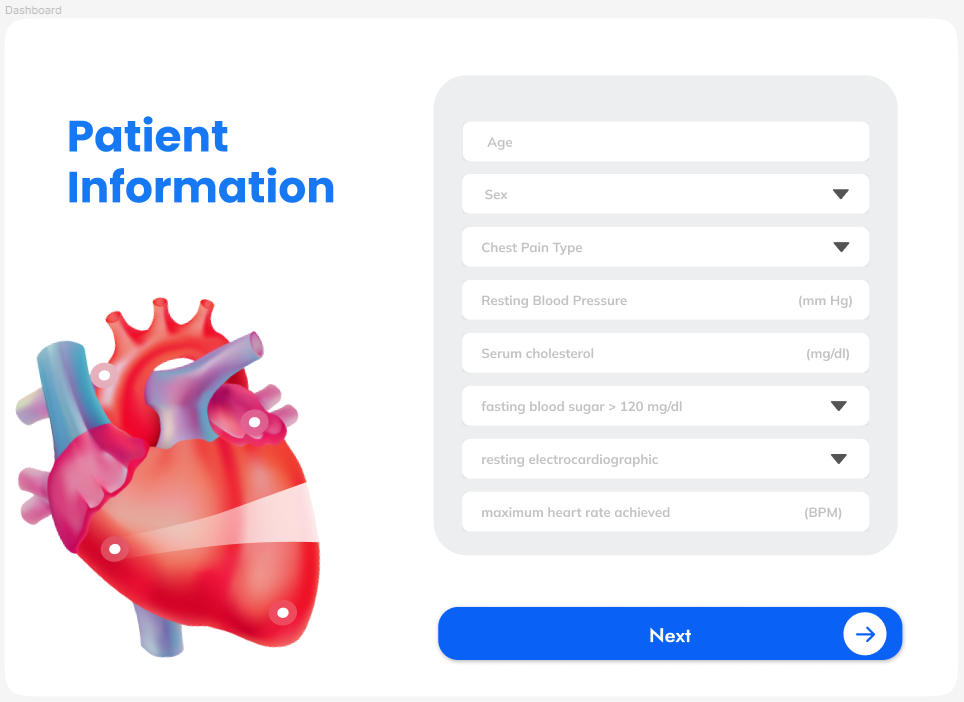 Dashboard
Patient
Information
Age
Sex
Chest Pain Type
Resting Blood Pressure (mm Hg)
Serum cholesterol (mg/dl)
fasting blood sugar > 120 mg/dl
resting electrocardiographic
maximum heart rate achieved (BPM)
Next